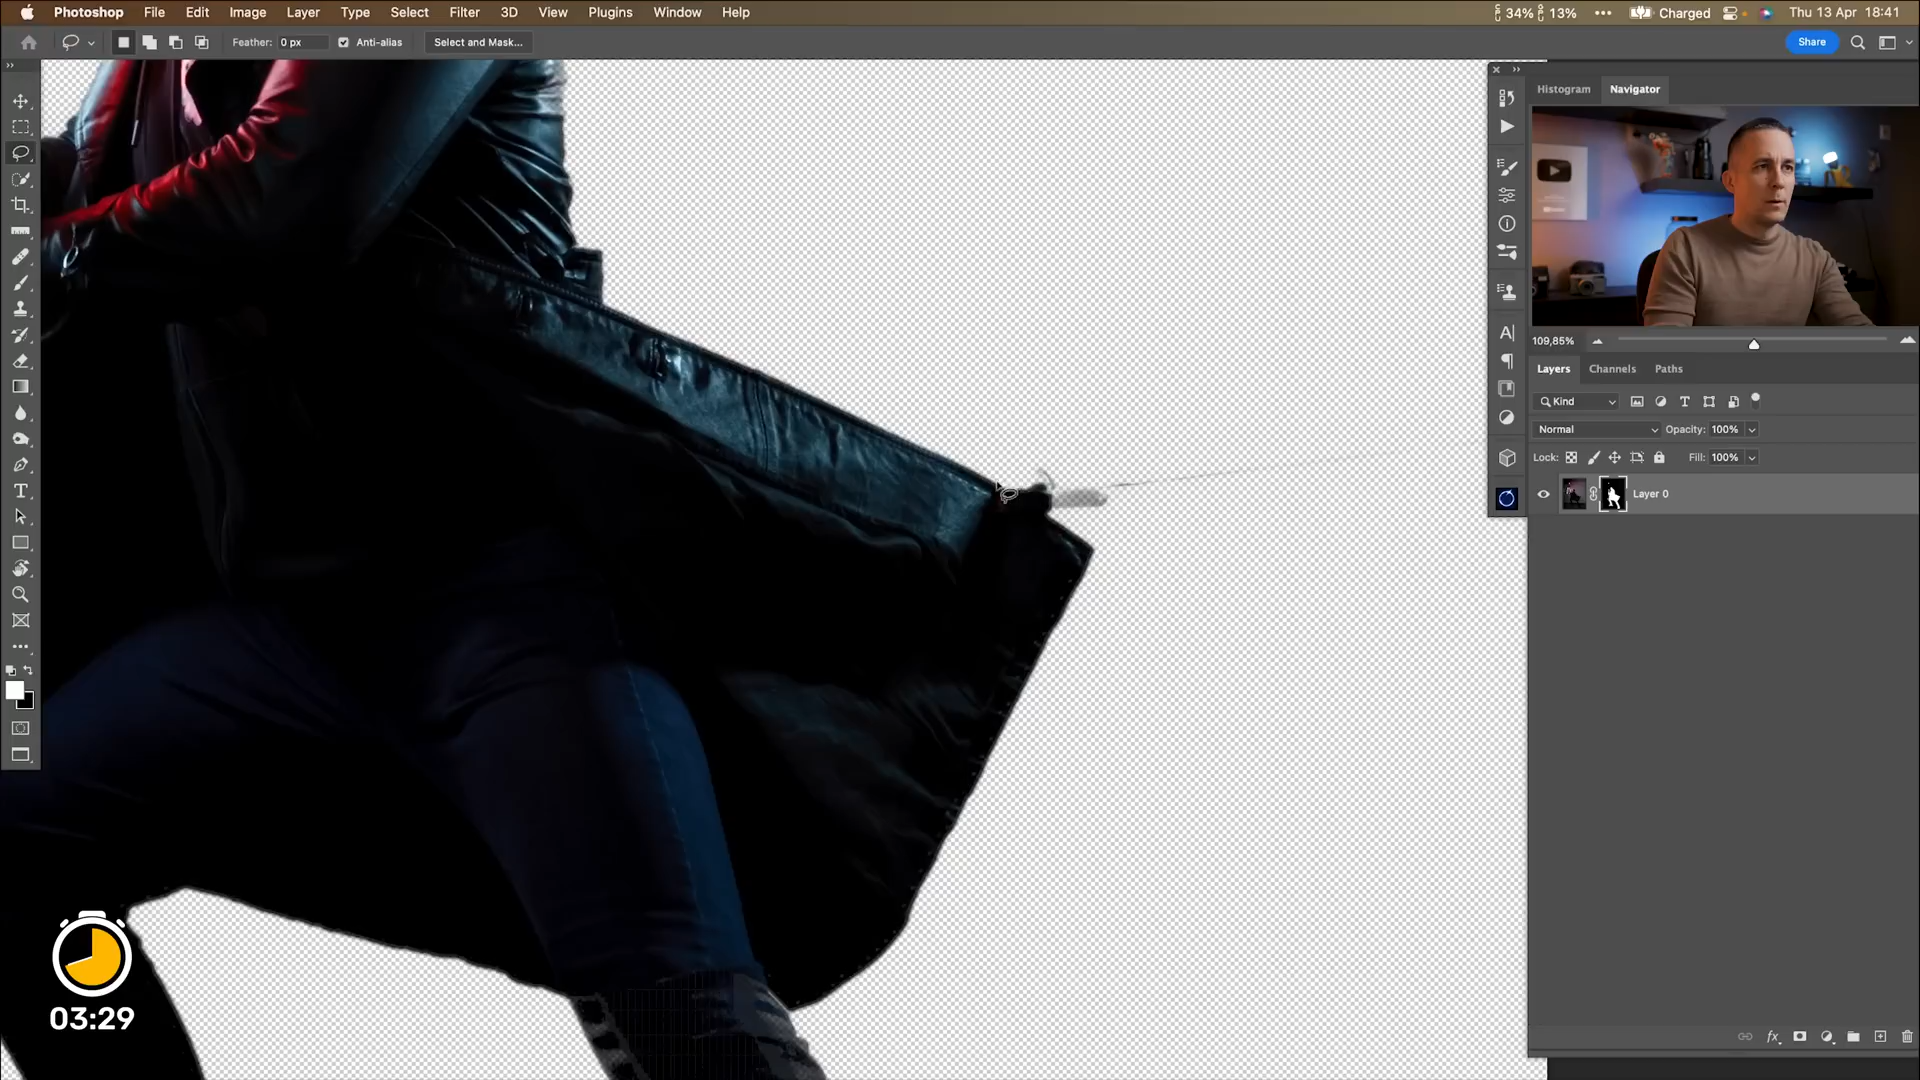 Photoshop File Edit Image Layer Type Select Filter 3D View Plugins Window Help 34% 13% Charged Thu 13 Apr 18:41
Feather: 0 px Anti-alias Select and Mask... Share
Histogram Navigator
109,85%
Layers Channels Paths
Kind
Normal Opacity: 100%
Lock: Fill: 100%
Layer 0
fx
03:29